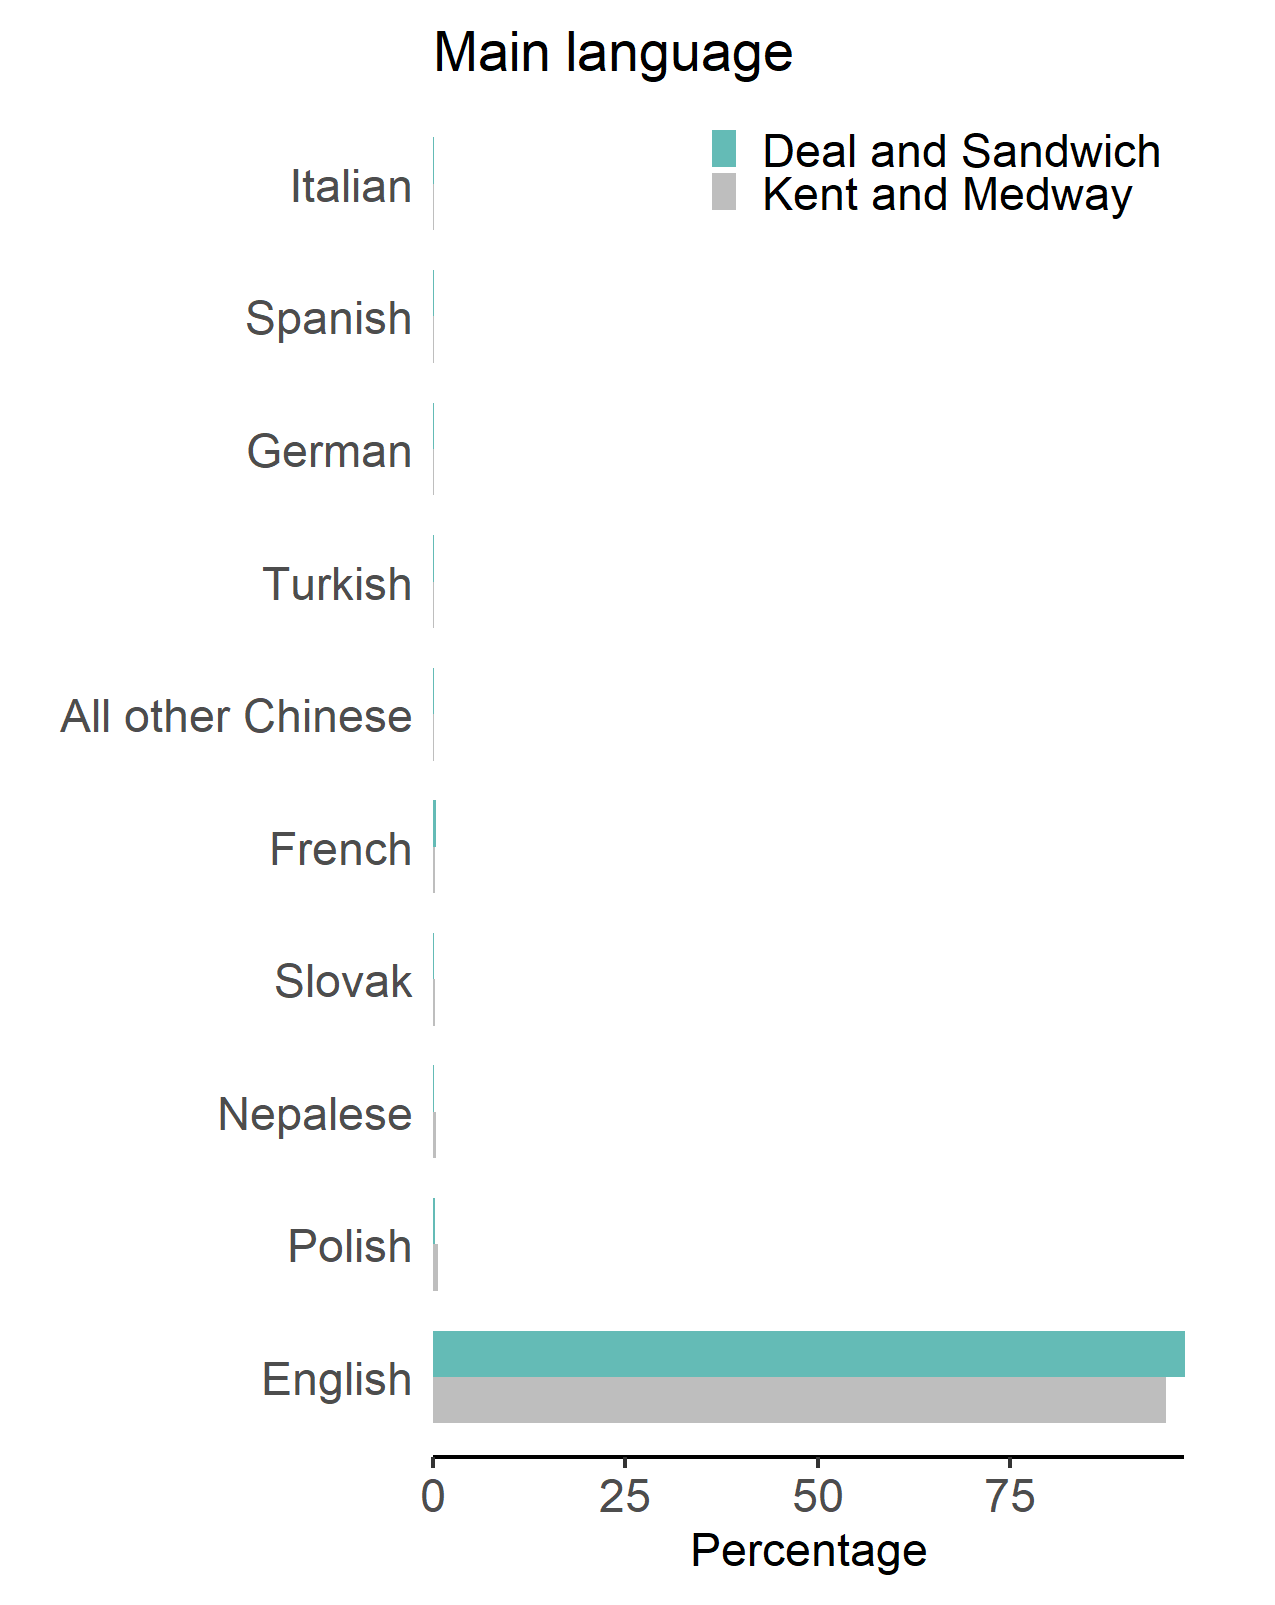 Main language
Deal and Sandwich
Kent and Medway
Italian
Spanish
German
Turkish
All other Chinese
French
Slovak
Nepalese
Polish
English
0 25 50 75
Percentage